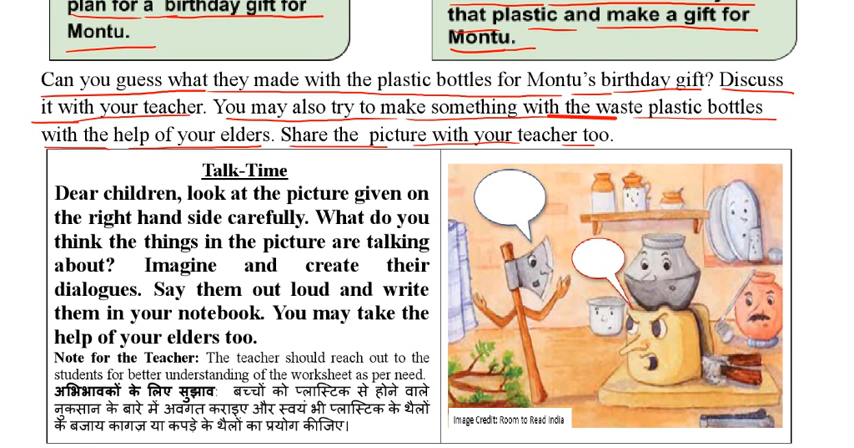 plan for a birthday gift for
Montu.
that plastic and make a gift for
Montu.
Can you guess what they made with the plastic bottles for Montu’s birthday gift? Discuss
it with your teacher. You may also try to make something with the waste plastic bottles
with the help of your elders. Share the picture with your teacher too.
Talk-Time
Dear children, look at the picture given on
the right hand side carefully. What do you
think the things in the picture are talking
about? Imagine and create their
dialogues. Say them out loud and write
them in your notebook. You may take the
help of your elders too.
Note for the Teacher: The teacher should reach out to the
students for better understanding of the worksheet as per need.
अभिभावकों के लिए सुझाव: बच्चों को प्लास्टिक से होने वाले
नुकसान के बारे में अवगत कराइए और स्वयं भी प्लास्टिक के थैलों
के बजाय कागज़ या कपड़े के थैलों का प्रयोग कीजिए।
Image Credit: Room to Read India